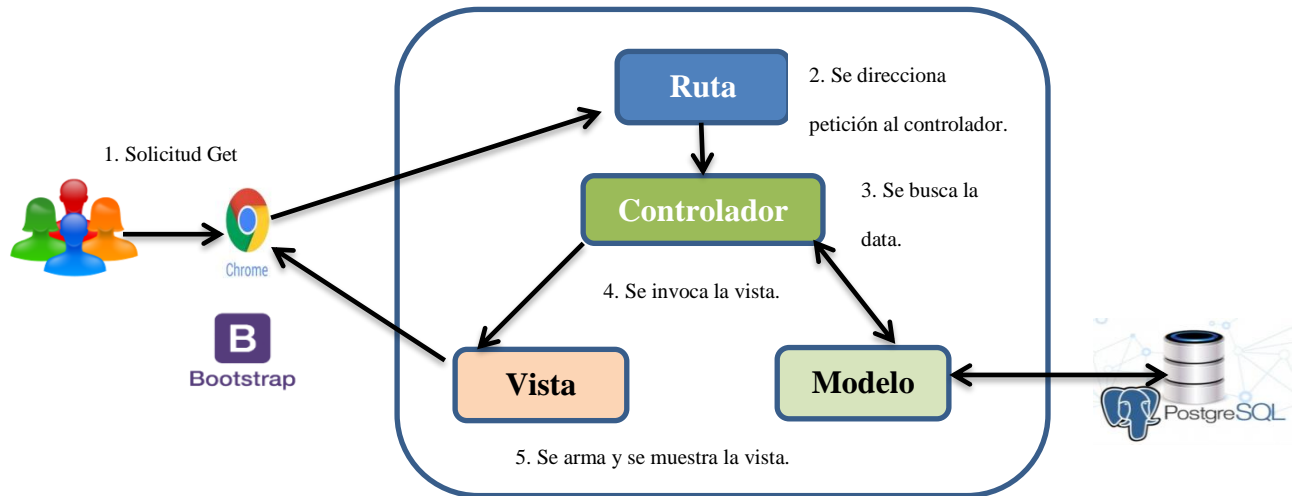 Ruta
2. Se direcciona
petición al controlador.
1. Solicitud Get
Controlador
3. Se busca la
data.
Chrome
4. Se invoca la vista.
B
Bootstrap
Vista
Modelo
PostgreSQL
5. Se arma y se muestra la vista.